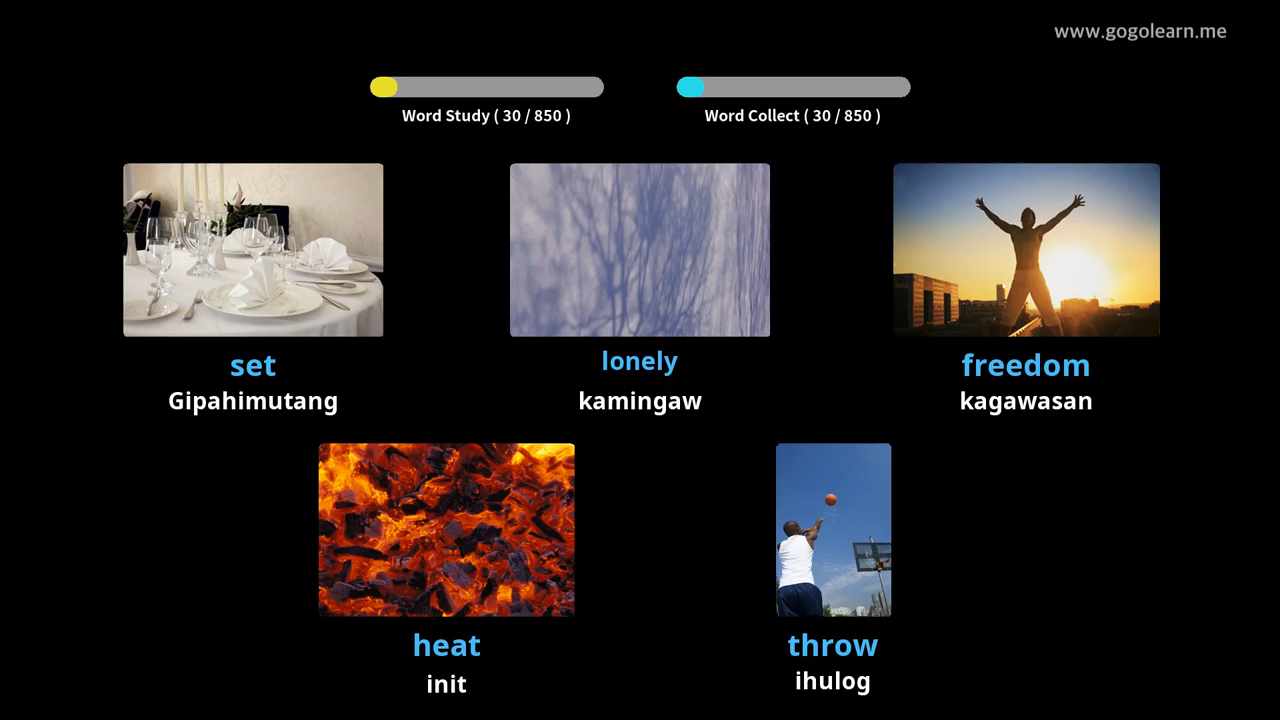 www.gogolearn.me
Word Study ( 30 / 850 )
Word Collect ( 30 / 850 )
set
Gipahimutang
lonely
kamingaw
freedom
kagawasan
heat
init
throw
ihulog